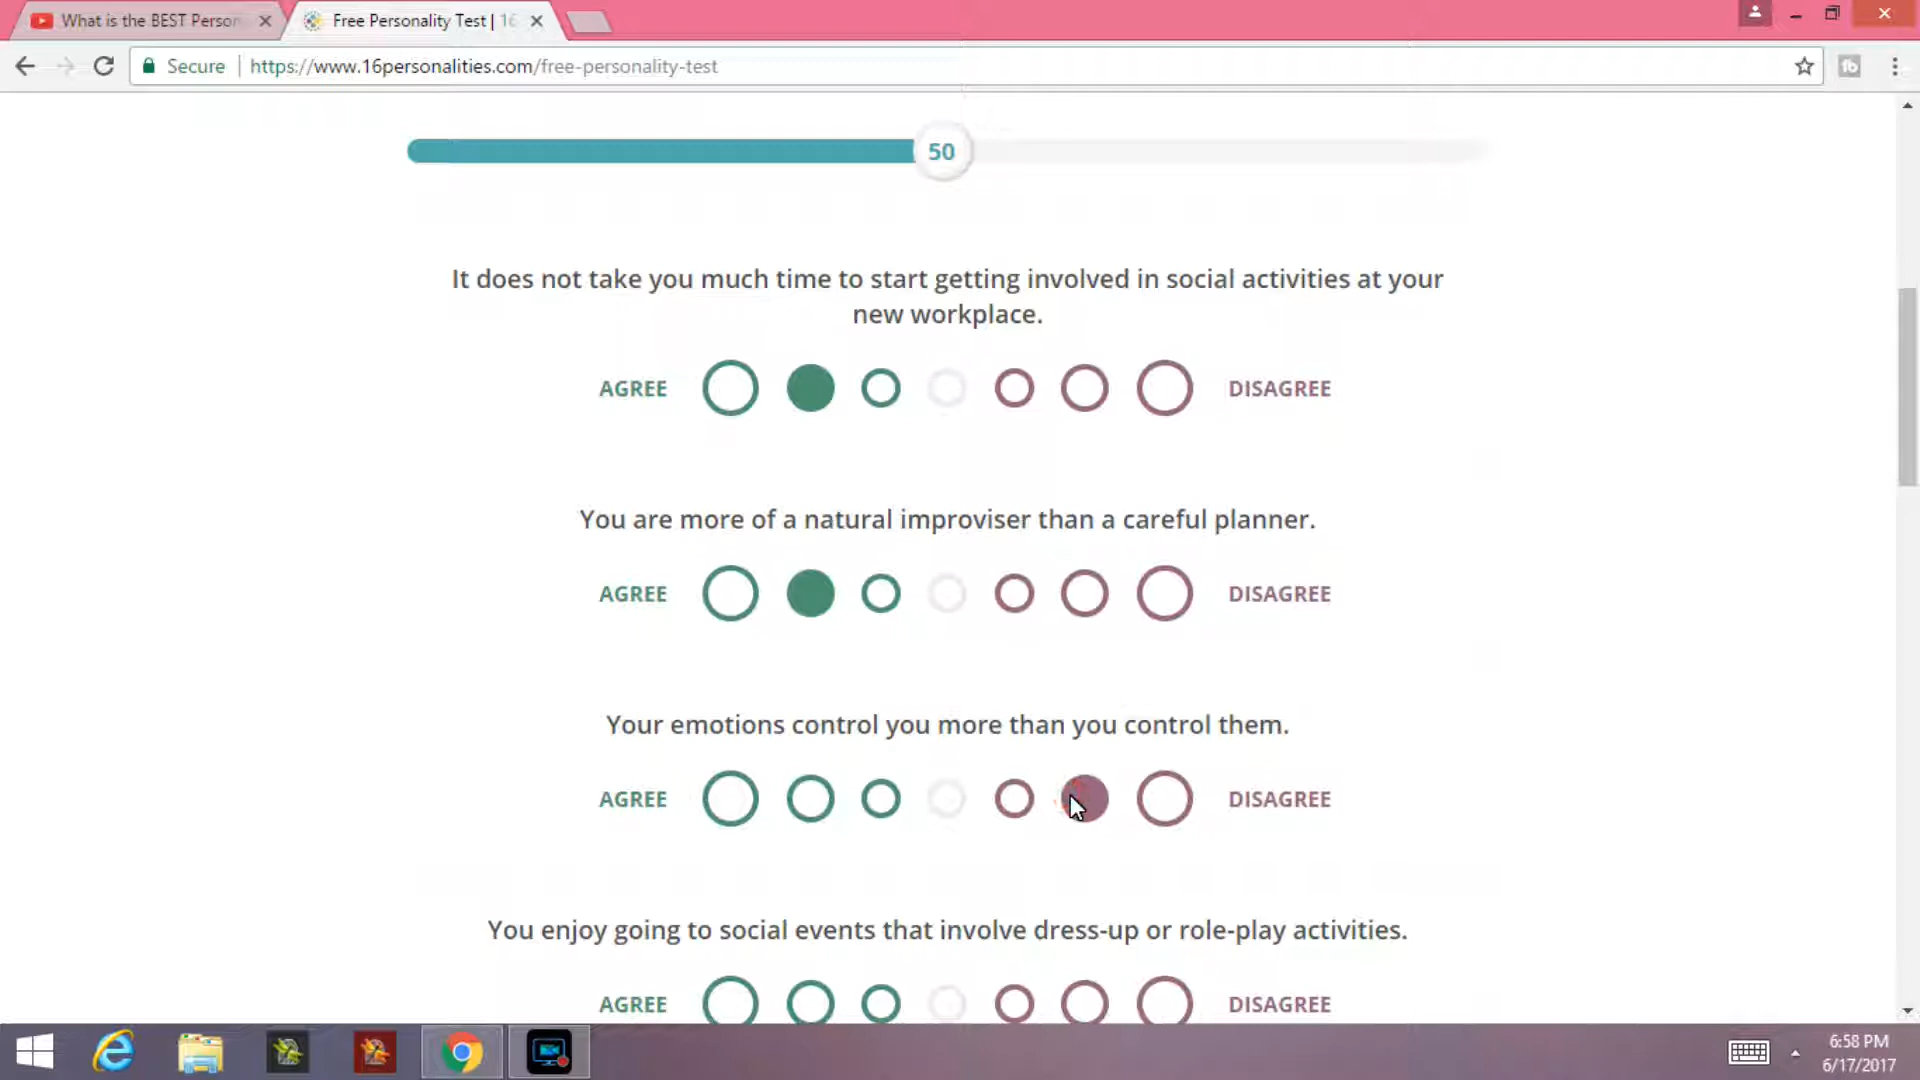 What is the BEST Person
Free Personality Test | 16
Secure
https://www.16personalities.com/free-personality-test
50
It does not take you much time to start getting involved in social activities at your
new workplace.
AGREE DISAGREE
You are more of a natural improviser than a careful planner.
AGREE DISAGREE
Your emotions control you more than you control them.
AGREE DISAGREE
You enjoy going to social events that involve dress-up or role-play activities.
AGREE DISAGREE
6:58 PM
6/17/2017